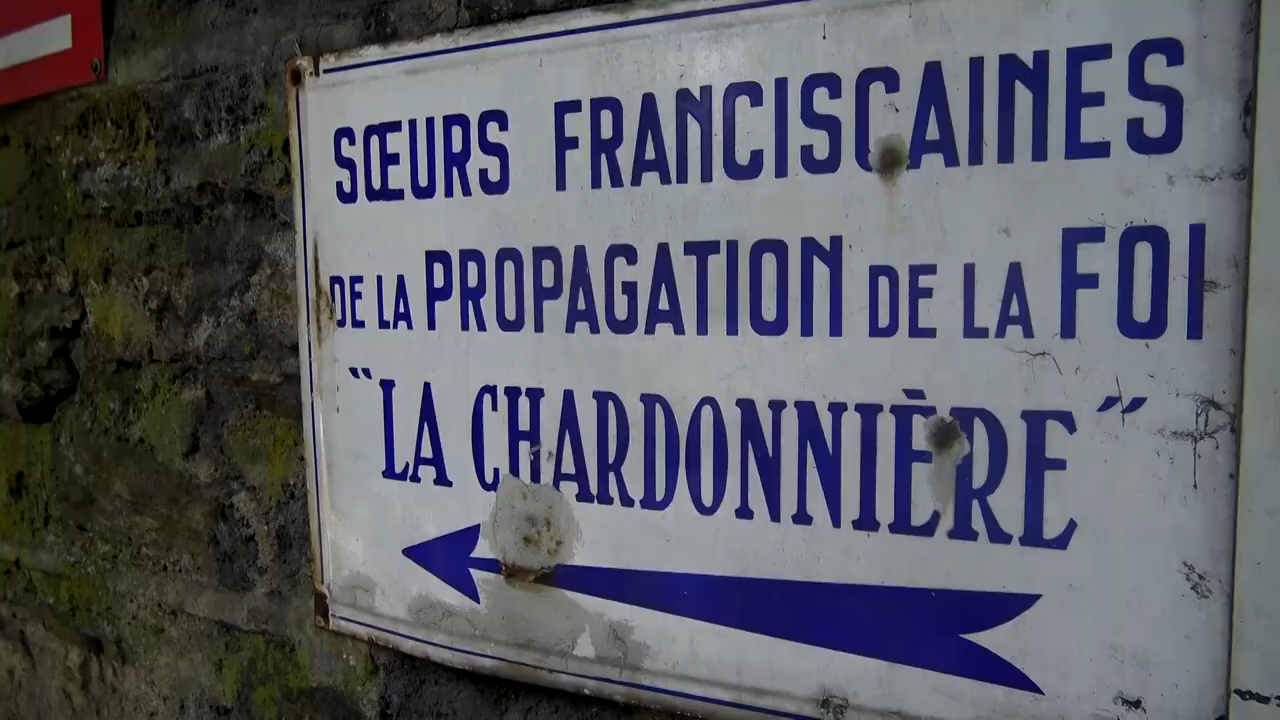 SŒURS FRANCISCAINES
DE LA PROPAGATION DE LA FOI
"LA CHARDONNIÈRE"